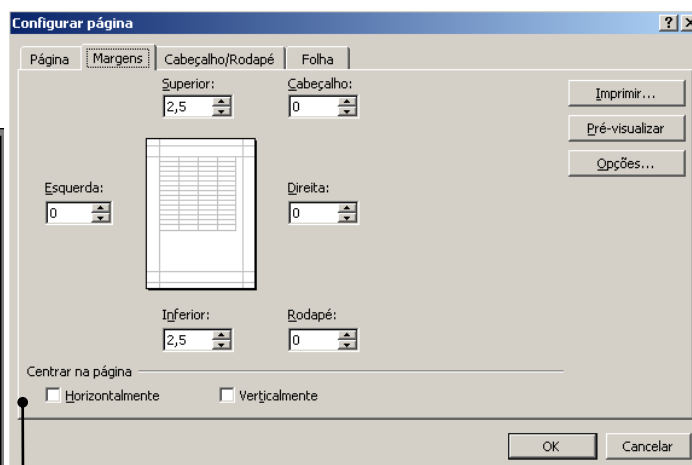 Configurar página
Página Margens Cabeçalho/Rodapé Folha
Superior: Cabeçalho:
2,5 0
Imprimir...
Pré-visualizar
Opções...
Esquerda: Direita:
0 0
Inferior: Rodapé:
2,5 0
Centrar na página
Horizontalmente Verticalmente
OK Cancelar